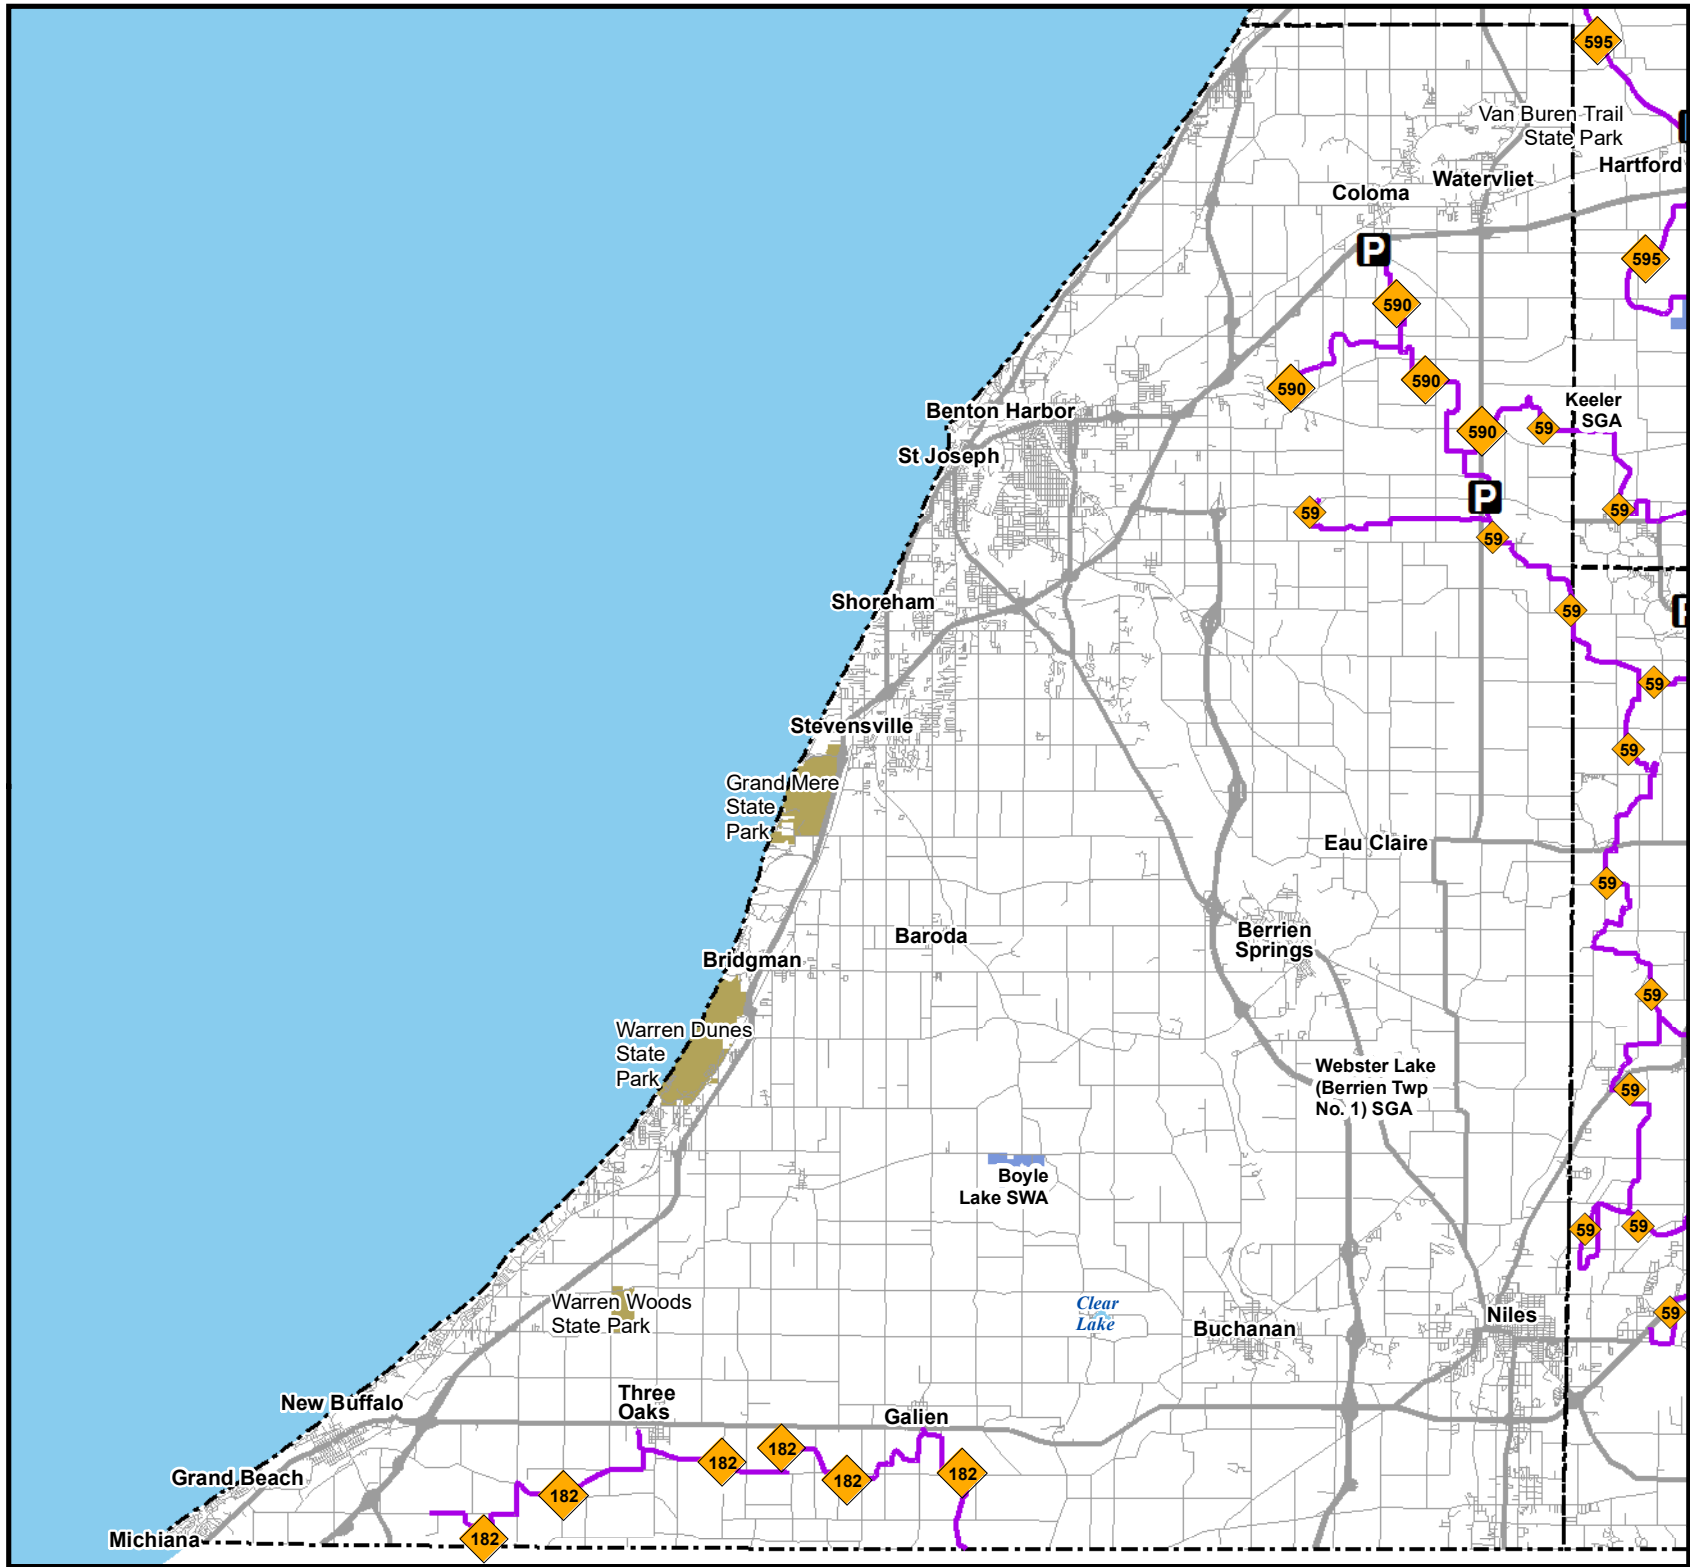 595
Van Buren Trail
State Park
Hartford
Watervliet
Coloma
P
595
590
590
590
Keeler
SGA
Benton Harbor
590
59
St Joseph
P
59
59
59
Shoreham
59
P
59
Stevensville
59
Grand Mere
State
Park
Eau Claire
59
Baroda
Berrien
Springs
Bridgman
59
Warren Dunes
State
Park
Webster Lake
(Berrien Twp
No. 1) SGA
59
Boyle
Lake SWA
59
59
Warren Woods
State Park
Clear
Lake
Buchanan
Niles
59
New Buffalo
Three
Oaks
Galien
182
182
182
182
Grand Beach
182
Michiana
182